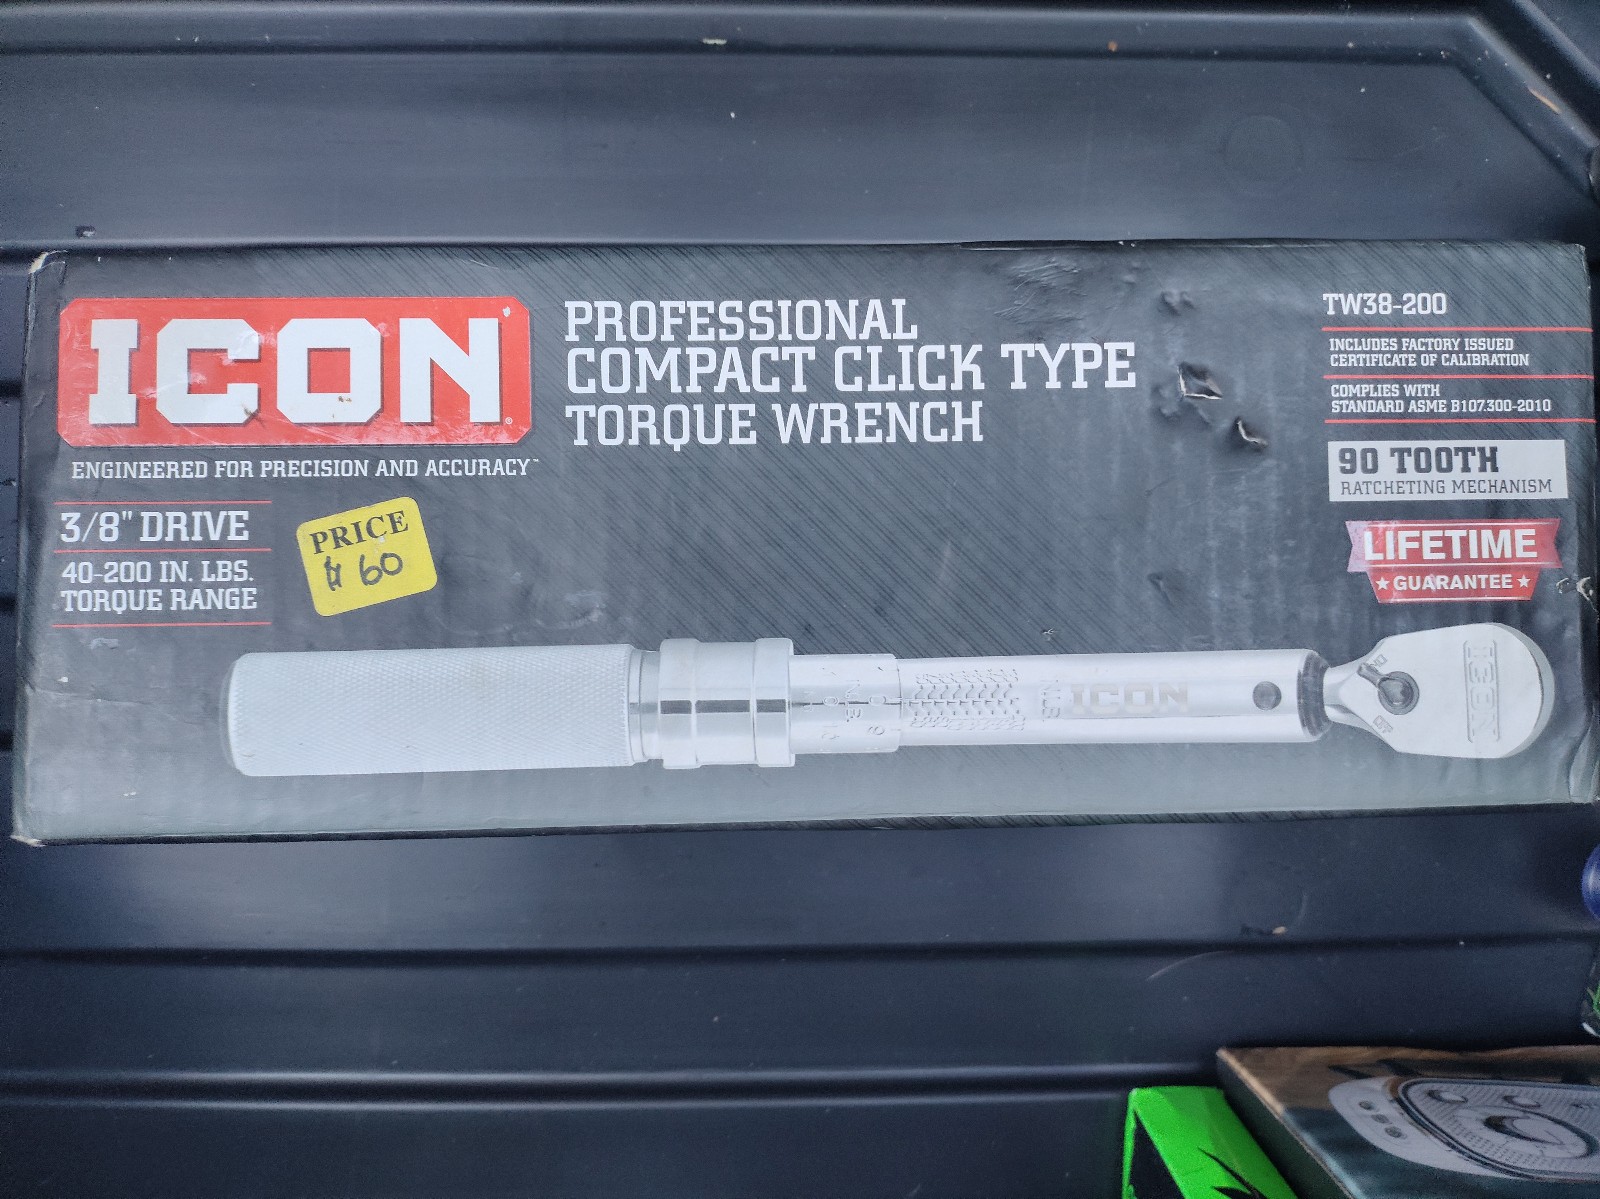 ICON
ENGINEERED FOR PRECISION AND ACCURACY™
3/8" DRIVE
40-200 IN. LBS.
TORQUE RANGE
PRICE
60
PROFESSIONAL
COMPACT CLICK TYPE
TORQUE WRENCH
TW38-200
INCLUDES FACTORY ISSUED
CERTIFICATE OF CALIBRATION
COMPLIES WITH
STANDARD ASME B107.300-2010
90 TOOTH
RATCHETING MECHANISM
LIFETIME
★ GUARANTEE ★
ICON
ICON